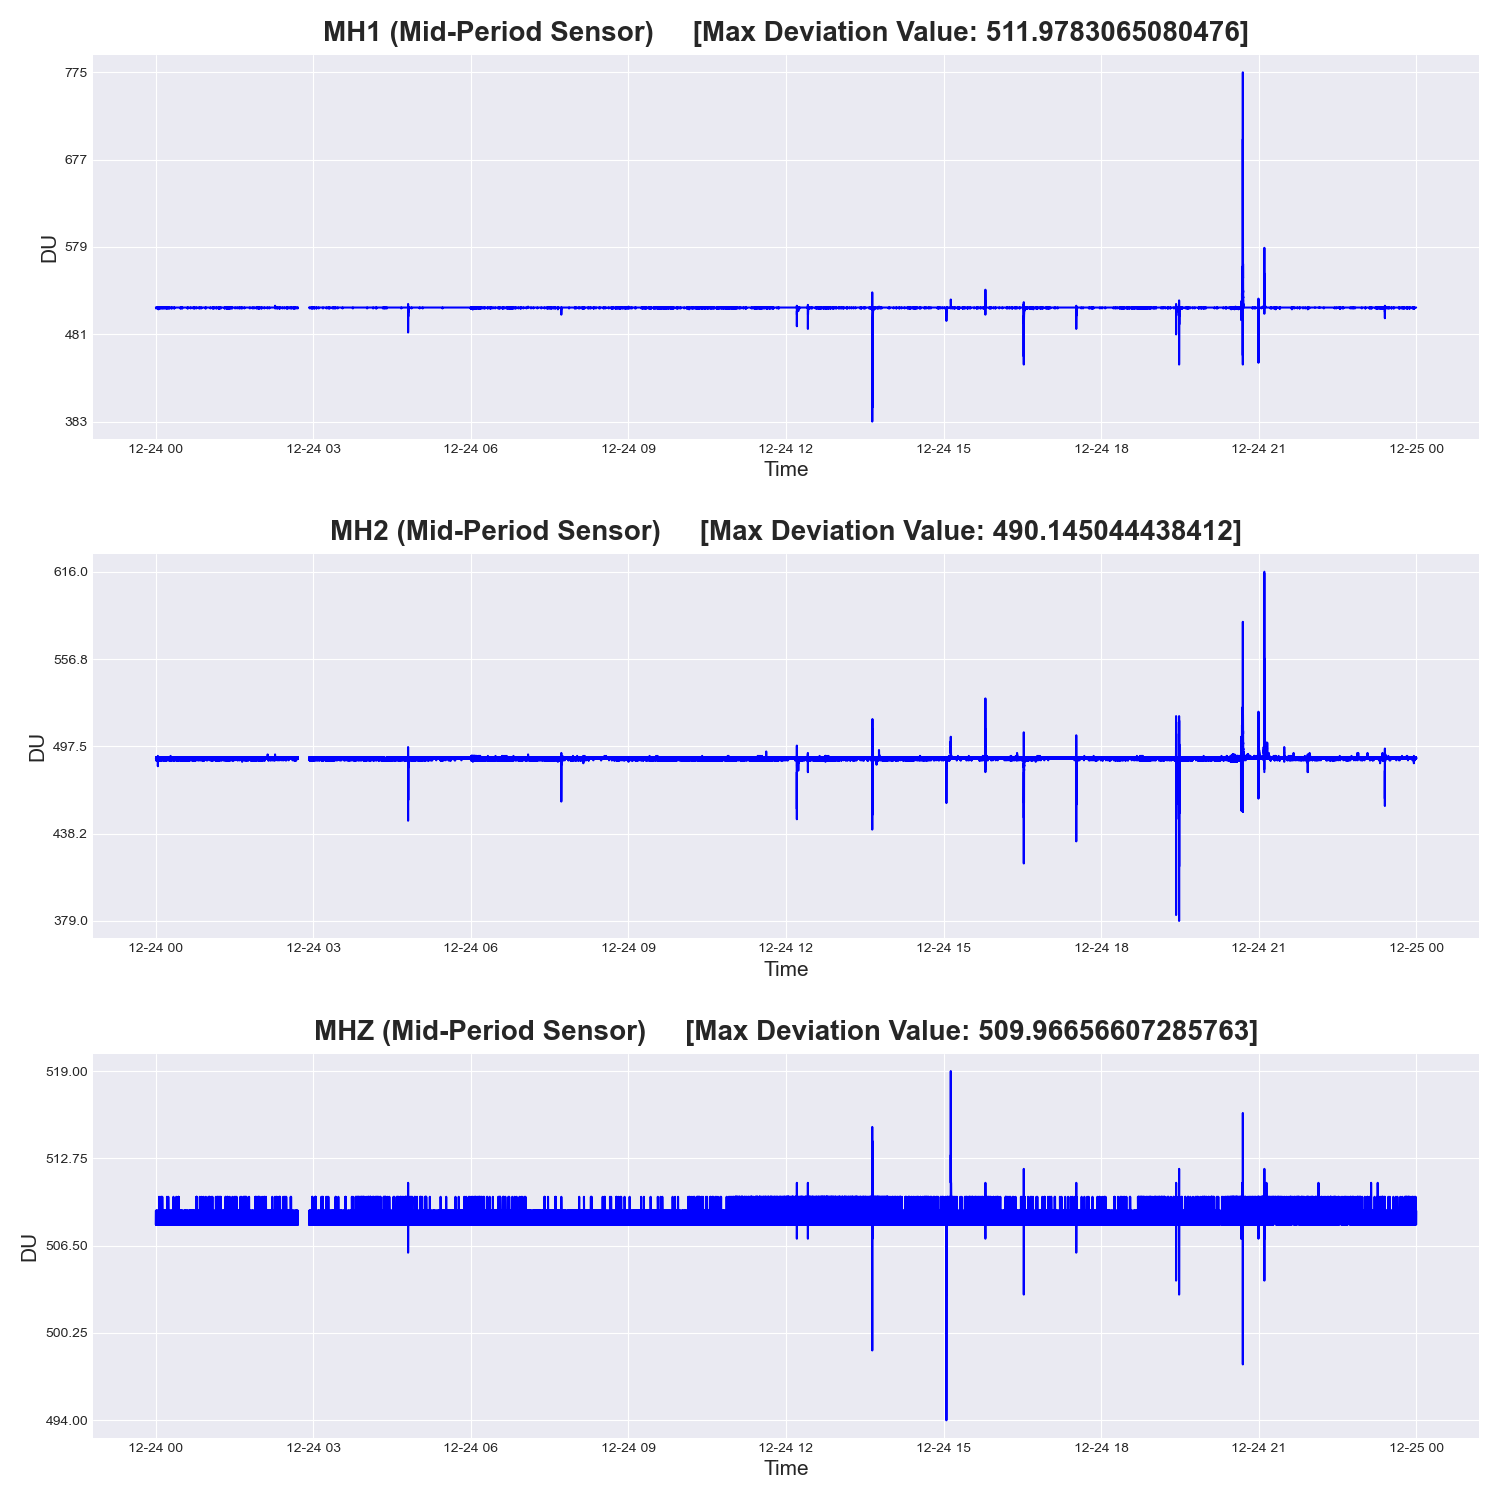 MH1 (Mid-Period Sensor) [Max Deviation Value: 511.9783065080476]
775
677
579
481
383
DU
12-24 00 12-24 03 12-24 06 12-24 09 12-24 12 12-24 15 12-24 18 12-24 21 12-25 00
Time
MH2 (Mid-Period Sensor) [Max Deviation Value: 490.145044438412]
616.0
556.8
497.5
438.2
379.0
DU
12-24 00 12-24 03 12-24 06 12-24 09 12-24 12 12-24 15 12-24 18 12-24 21 12-25 00
Time
MHZ (Mid-Period Sensor) [Max Deviation Value: 509.96656607285763]
519.00
512.75
506.50
500.25
494.00
DU
12-24 00 12-24 03 12-24 06 12-24 09 12-24 12 12-24 15 12-24 18 12-24 21 12-25 00
Time